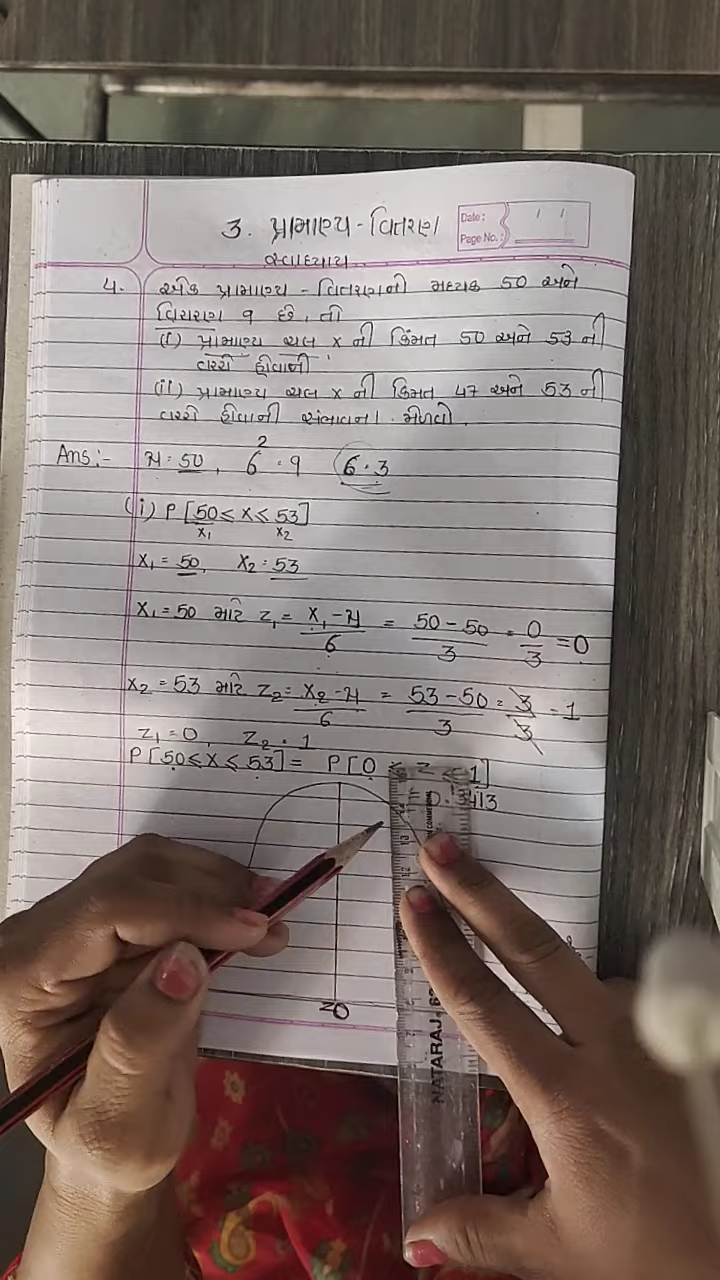 3. પ્રામાણ્ય - વિતરણ
Date : / /
Page No. :
સ્વાધ્યાય
4. એક પ્રામાણ્ય - વિતરણનો મધ્યક 50 અને
વિચરણ 9 છે, તો
(i) પ્રામાણ્ય ચલ x ની કિંમત 50 અને 53 ની
વચ્ચે હોવાની
(ii) પ્રામાણ્ય ચલ x ની કિંમત 47 અને 53 ની
વચ્ચે હોવાની સંભાવના મેળવો.
Ans :- μ = 50, σ² = 9 σ = 3
(i) P [50 ≤ x ≤ 53]
x₁ x₂
x₁ = 50, x₂ = 53
x₁ = 50 માટે z₁ = x₁ - μ / σ = 50 - 50 / 3 = 0 / 3 = 0
x₂ = 53 માટે z₂ = x₂ - μ / σ = 53 - 50 / 3 = 3 / 3 = 1
z₁ = 0, z₂ = 1
P [50 ≤ x ≤ 53] = P [0 ≤ z ≤ 1]
0.3413
z0
NATARAJ - 6